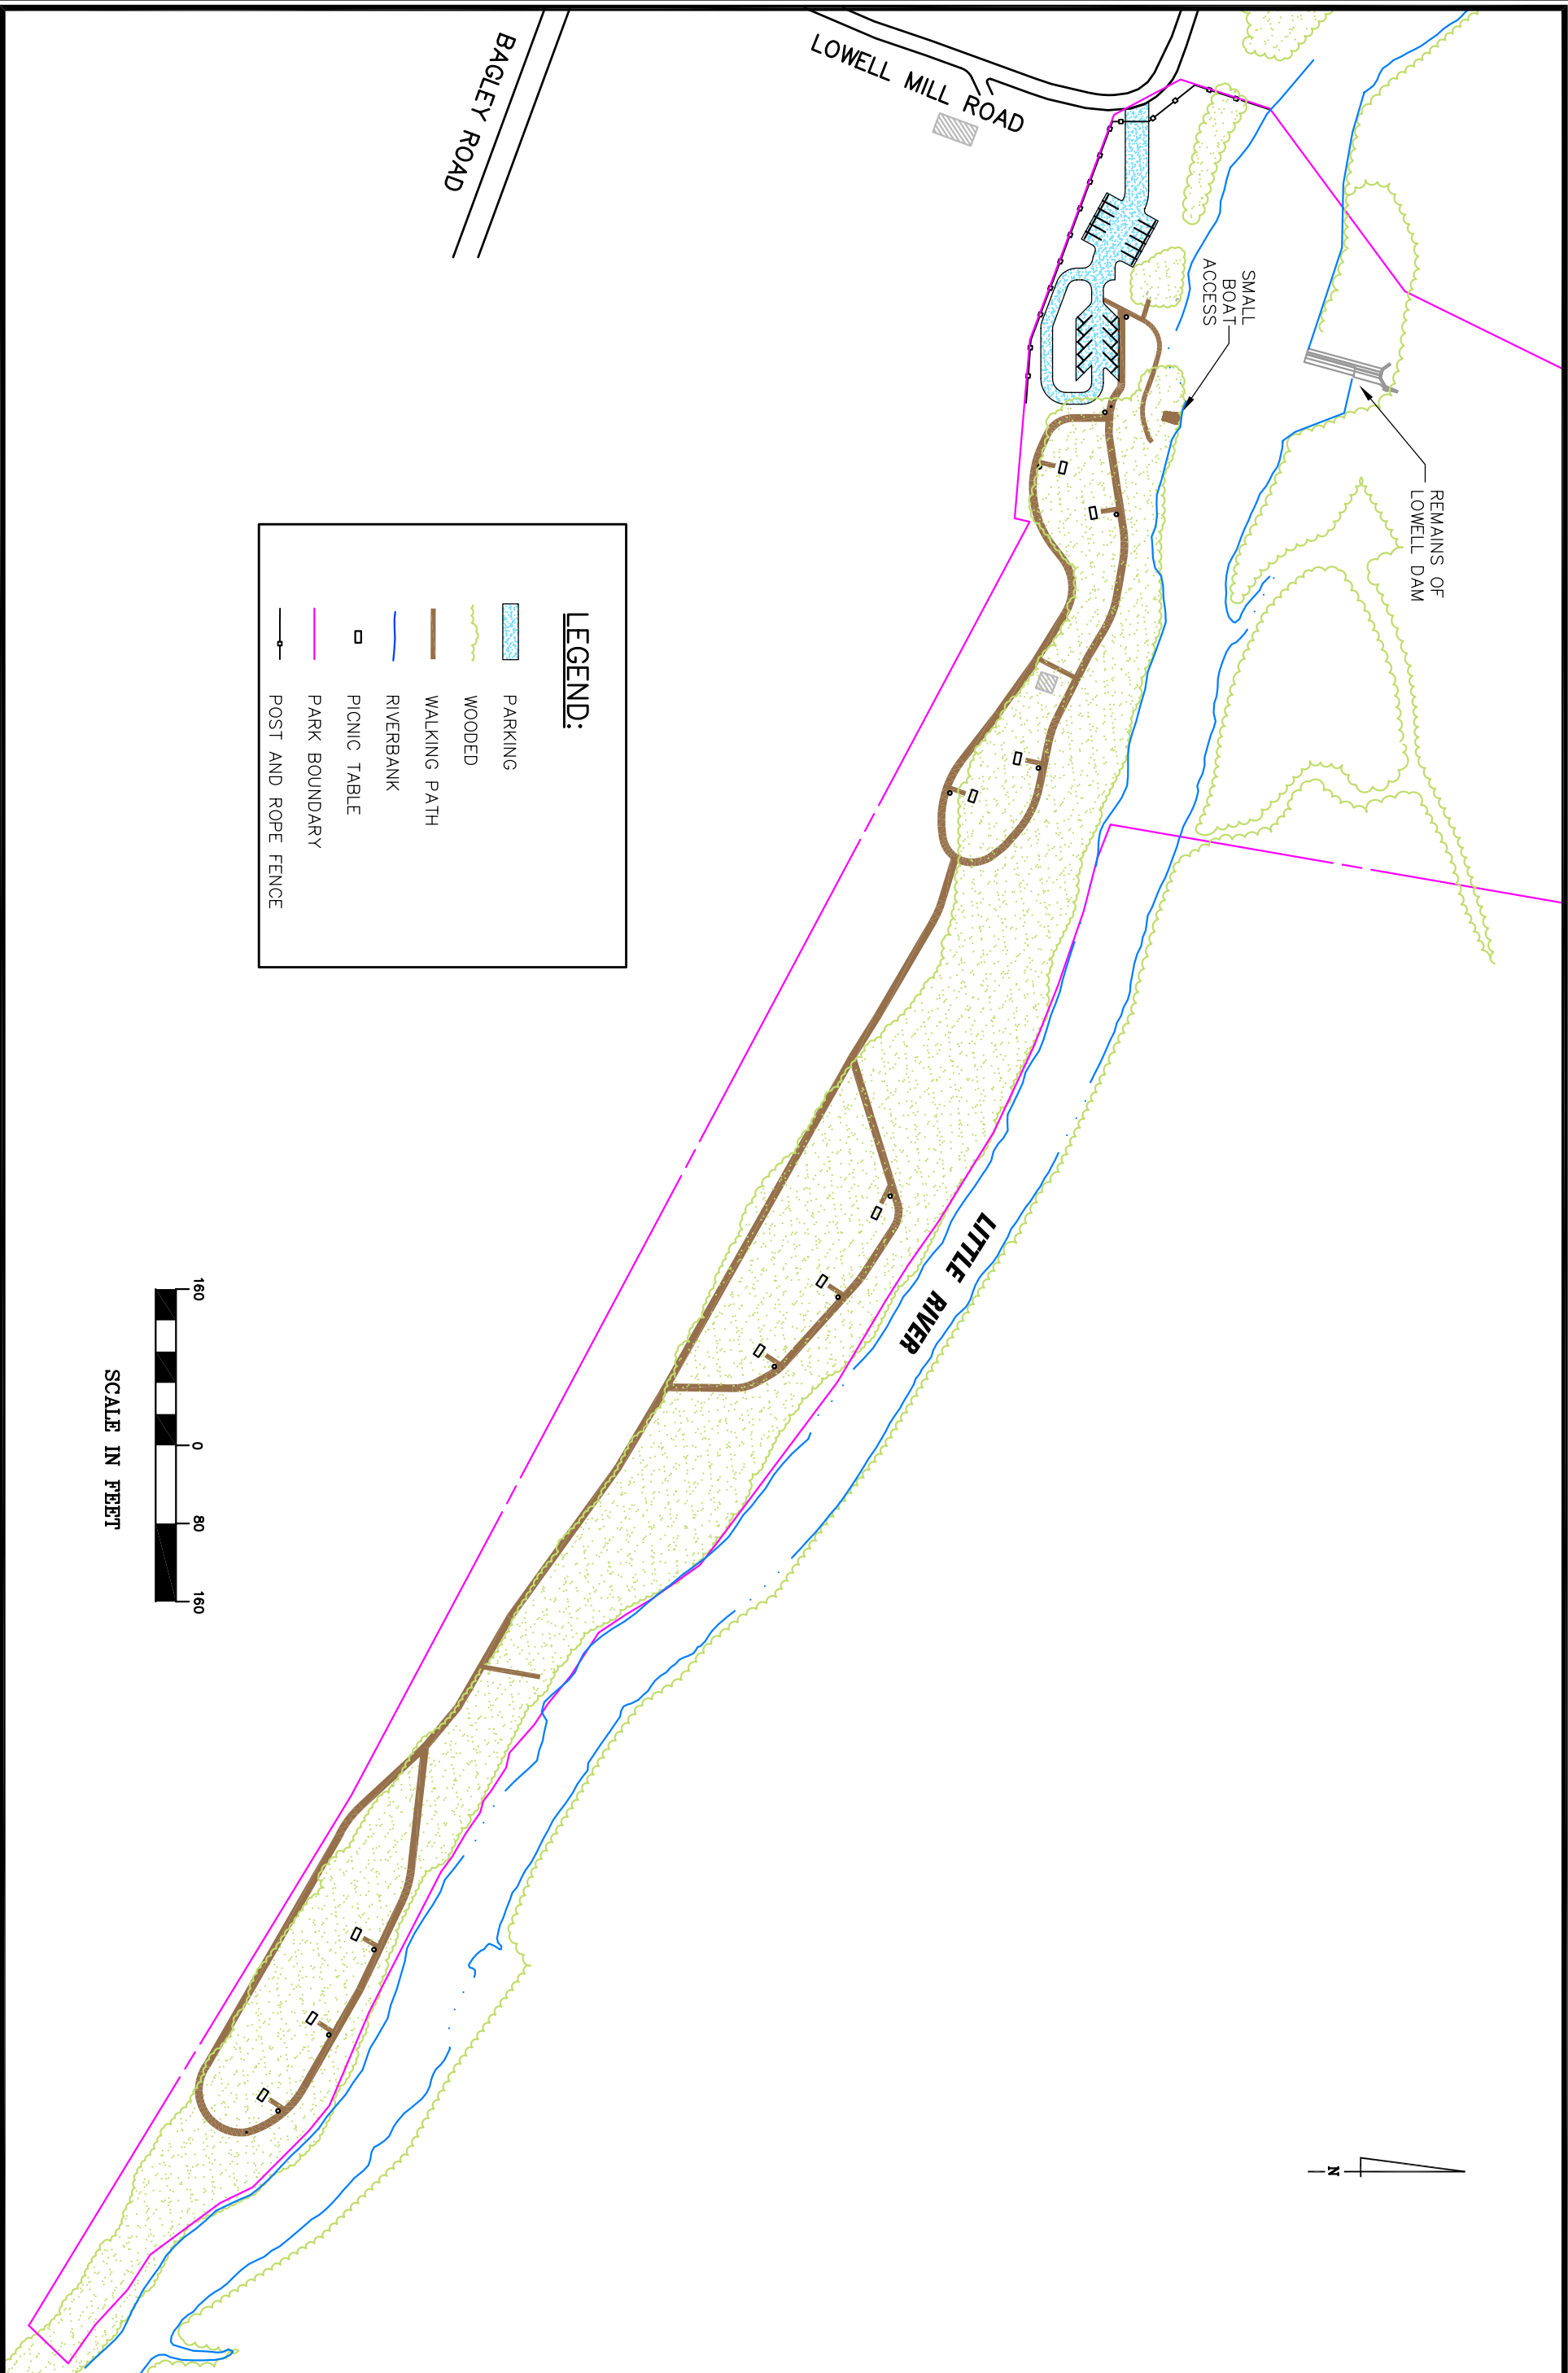 BAGLEY ROAD
LOWELL MILL ROAD
SMALL
BOAT
ACCESS
REMAINS OF
LOWELL DAM
LEGEND:
PARKING
WOODED
WALKING PATH
RIVERBANK
PICNIC TABLE
PARK BOUNDARY
POST AND ROPE FENCE
LITTLE RIVER
160
0
80
160
SCALE IN FEET
N